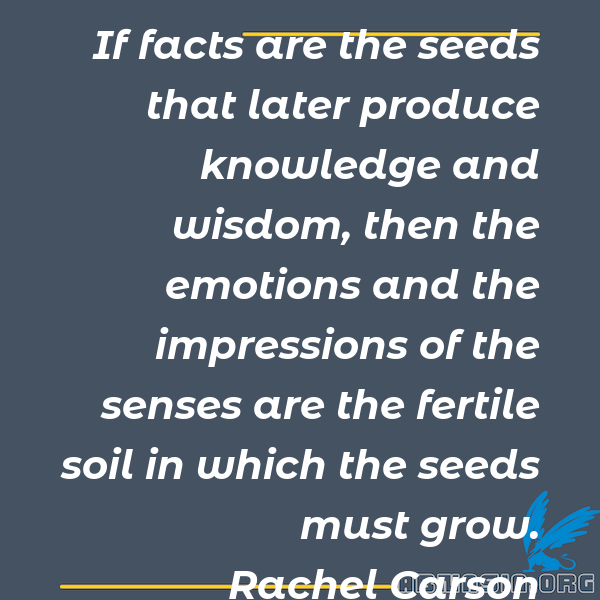 If facts are the seeds
that later produce
knowledge and
wisdom, then the
emotions and the
impressions of the
senses are the fertile
soil in which the seeds
must grow.
Rachel Carson